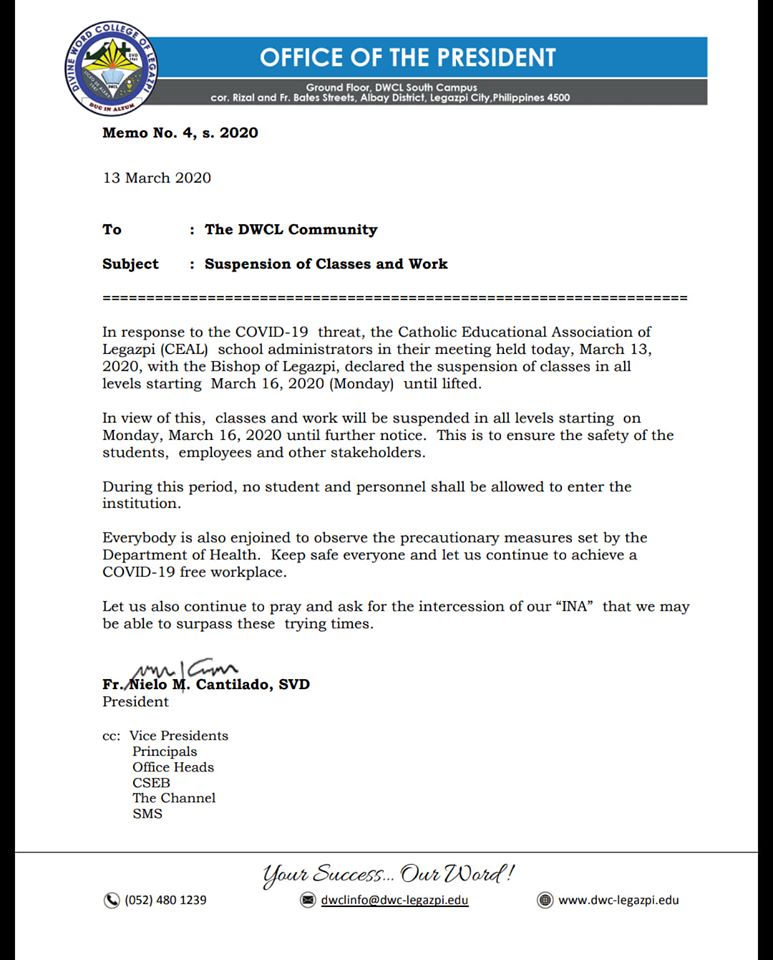 DIVINE WORD COLLEGE OF LEGAZPI
DUC IN ALTUM
OFFICE OF THE PRESIDENT
Ground Floor, DWCL South Campus
cor. Rizal and Fr. Bates Streets, Albay District, Legazpi City,Philippines 4500
Memo No. 4, s. 2020
13 March 2020
To : The DWCL Community
Subject : Suspension of Classes and Work
===================================================================
In response to the COVID-19 threat, the Catholic Educational Association of
Legazpi (CEAL) school administrators in their meeting held today, March 13,
2020, with the Bishop of Legazpi, declared the suspension of classes in all
levels starting March 16, 2020 (Monday) until lifted.
In view of this, classes and work will be suspended in all levels starting on
Monday, March 16, 2020 until further notice. This is to ensure the safety of the
students, employees and other stakeholders.
During this period, no student and personnel shall be allowed to enter the
institution.
Everybody is also enjoined to observe the precautionary measures set by the
Department of Health. Keep safe everyone and let us continue to achieve a
COVID-19 free workplace.
Let us also continue to pray and ask for the intercession of our “INA” that we may
be able to surpass these trying times.
Fr. Nielo M. Cantilado, SVD
President
cc: Vice Presidents
Principals
Office Heads
CSEB
The Channel
SMS
Your Success... Our Word!
(052) 480 1239 dwclinfo@dwc-legazpi.edu www.dwc-legazpi.edu